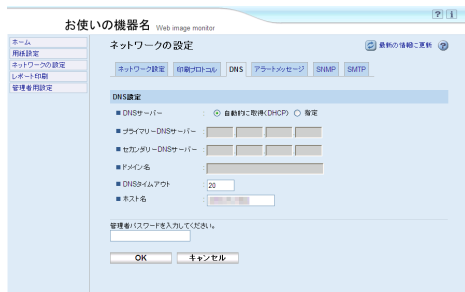 お使いの機器名 Web image monitor
? i
ホーム
用紙設定
ネットワークの設定
レポート印刷
管理者用設定
ネットワークの設定
最新の情報に更新 ?
ネットワーク設定 印刷プロトコル DNS アラートメッセージ SNMP SMTP
DNS設定
■ DNSサーバー : 自動的に取得(DHCP) 指定
■ プライマリーDNSサーバー :
■ セカンダリーDNSサーバー :
■ ドメイン名 :
■ DNSタイムアウト : 20
■ ホスト名 :
管理者パスワードを入力してください。
OK キャンセル